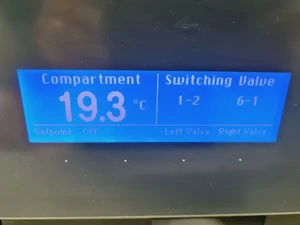 Compartment
19.3 °C
Setpoint Off
Switching Valve
1-2 6-1
Left Valve Right Valve